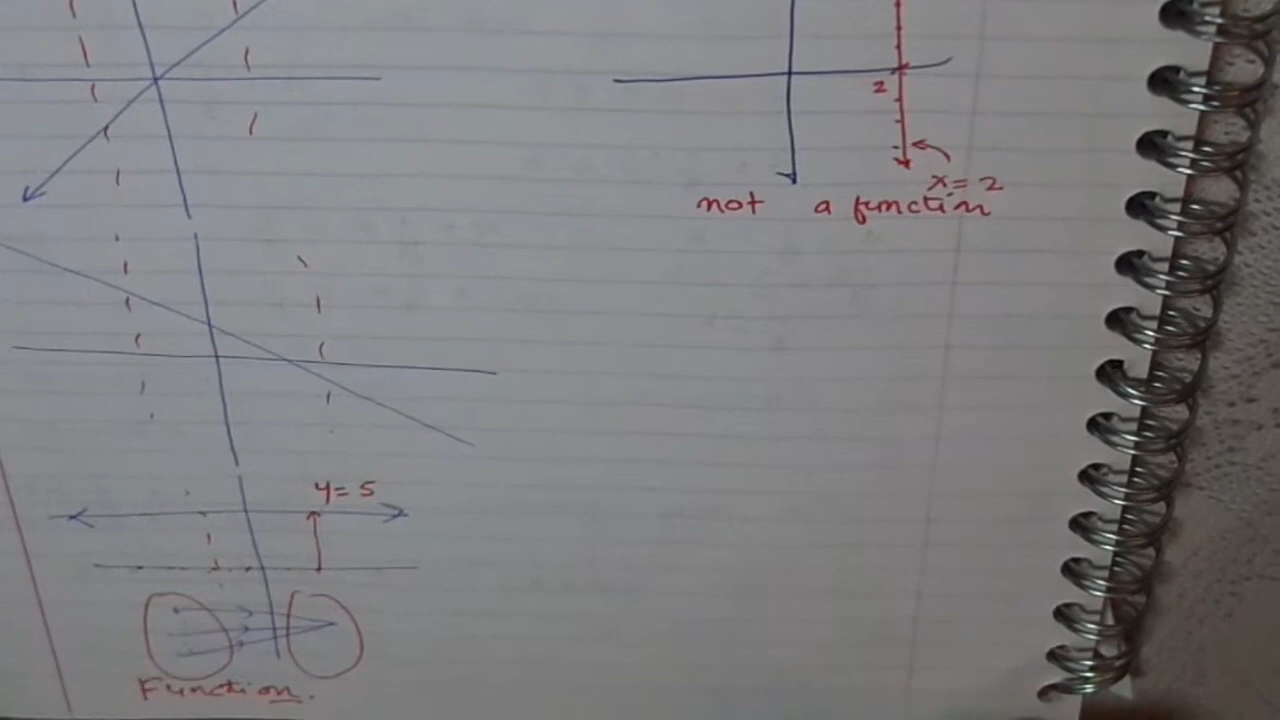 2
x= 2
not a function
y= 5
Function.